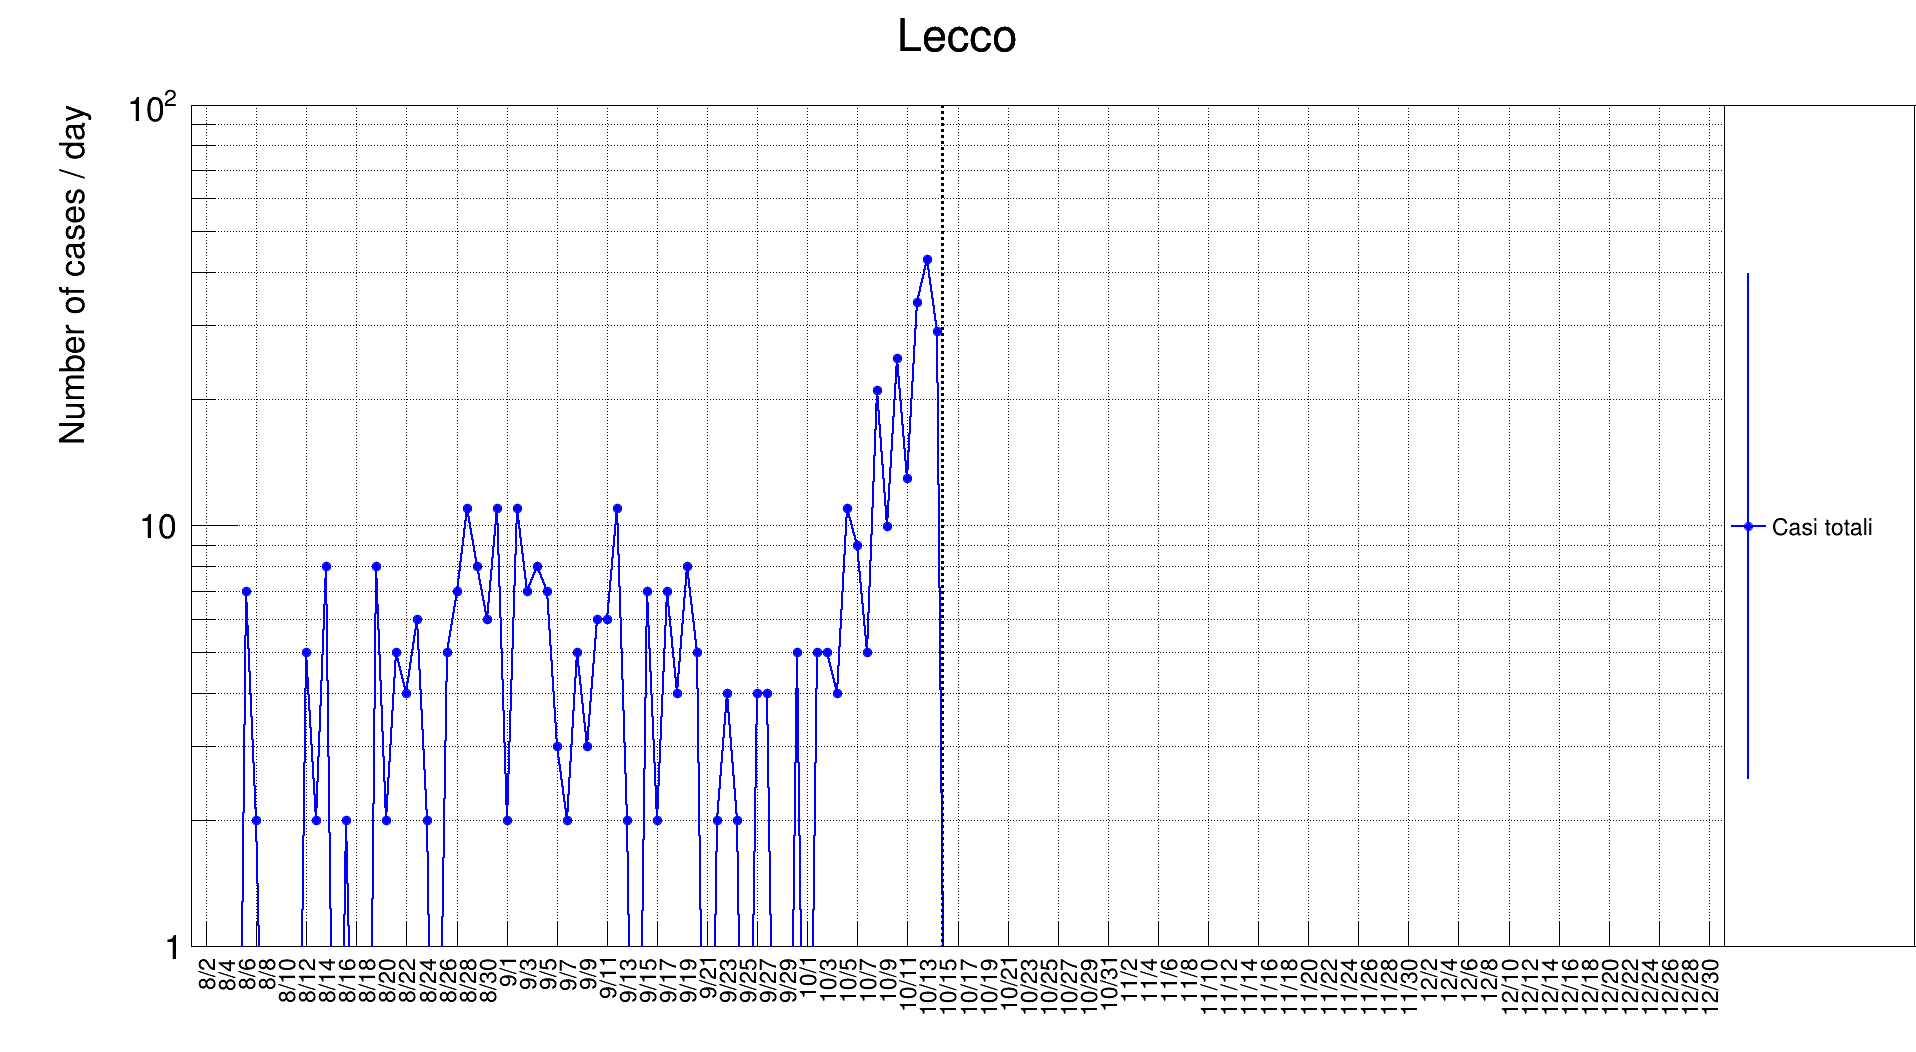 Lecco
Number of cases / day
10²
10
1
8/2 8/4 8/6 8/8 8/10 8/12 8/14 8/16 8/18 8/20 8/22 8/24 8/26 8/28 8/30 9/1 9/3 9/5 9/7 9/9 9/11 9/13 9/15 9/17 9/19 9/21 9/23 9/25 9/27 9/29 10/1 10/3 10/5 10/7 10/9 10/11 10/13 10/15 10/17 10/19 10/21 10/23 10/25 10/27 10/29 10/31 11/2 11/4 11/6 11/8 11/10 11/12 11/14 11/16 11/18 11/20 11/22 11/24 11/26 11/28 11/30 12/2 12/4 12/6 12/8 12/10 12/12 12/14 12/16 12/18 12/20 12/22 12/24 12/26 12/28 12/30
Casi totali